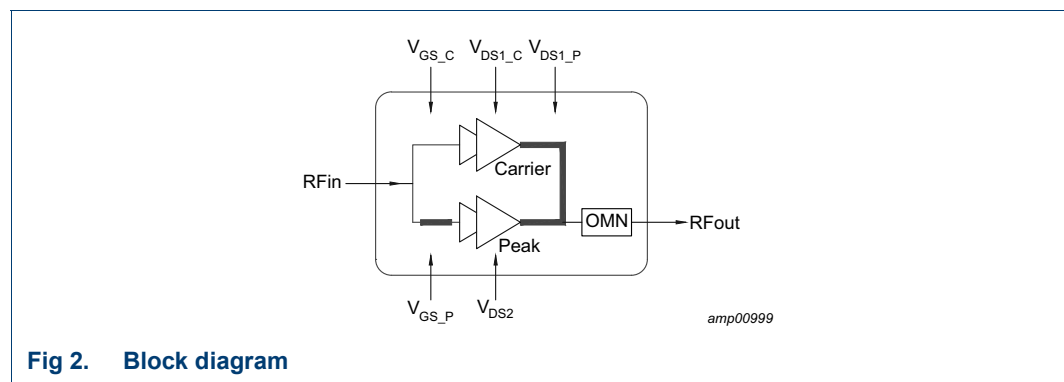 V_GS_C V_DS1_C V_DS1_P
RFin
Carrier
OMN
RFout
Peak
V_GS_P V_DS2
amp00999
Fig 2. Block diagram